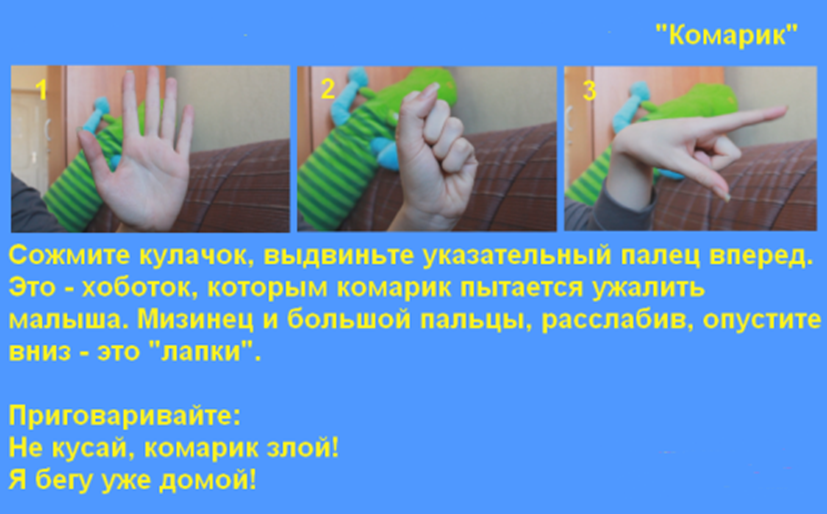 "Комарик"
1 2 3
Сожмите кулачок, выдвиньте указательный палец вперед.
Это - хоботок, которым комарик пытается ужалить
малыша. Мизинец и большой пальцы, расслабив, опустите
вниз - это "лапки".
Приговаривайте:
Не кусай, комарик злой!
Я бегу уже домой!